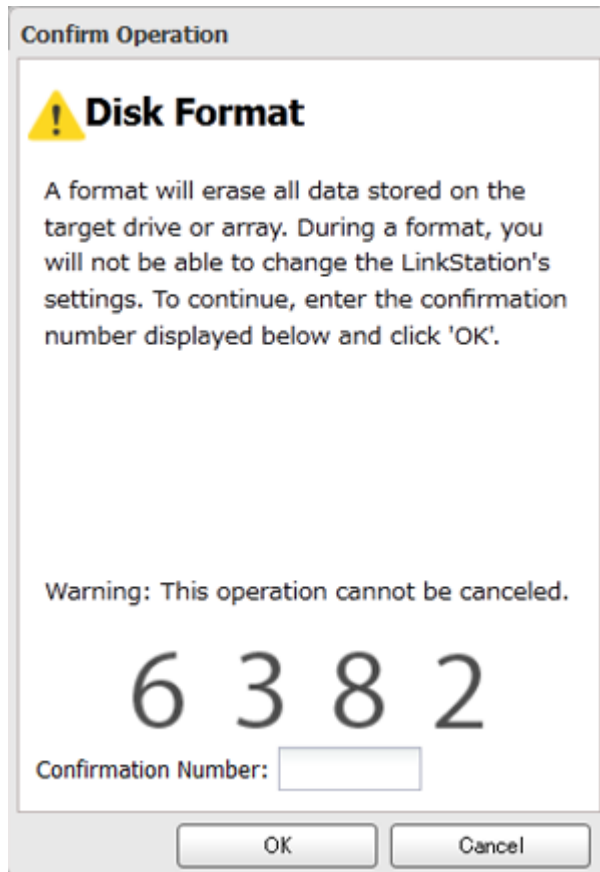 Confirm Operation
Disk Format
A format will erase all data stored on the
target drive or array. During a format, you
will not be able to change the LinkStation's
settings. To continue, enter the confirmation
number displayed below and click 'OK'.
Warning: This operation cannot be canceled.
6 3 8 2
Confirmation Number:
OK Cancel